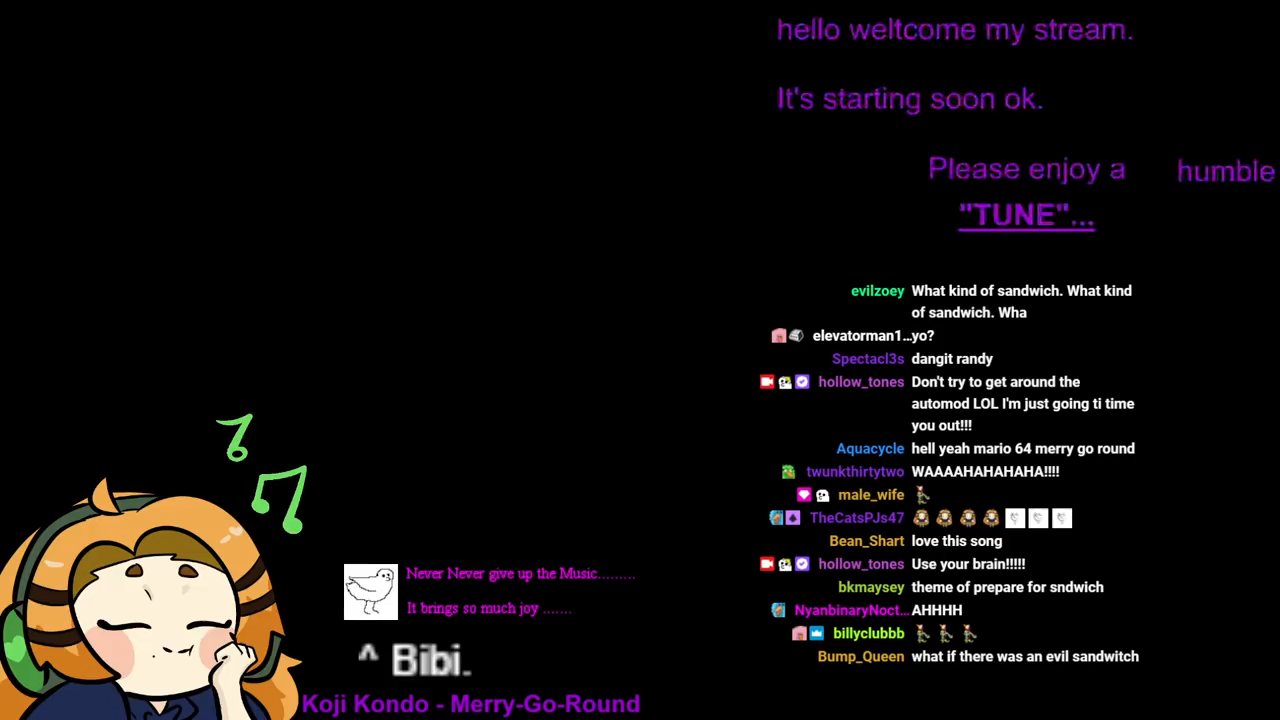 hello weltcome my stream.
It's starting soon ok.
Please enjoy a humble
"TUNE"...
evilzoey What kind of sandwich. What kind
of sandwich. Wha
elevatorman1... yo?
Spectacl3s dangit randy
hollow_tones Don't try to get around the
automod LOL I'm just going ti time
you out!!!
Aquacycle hell yeah mario 64 merry go round
twunkthirtytwo WAAAAHAHAHAHA!!!!
male_wife
TheCatsPJs47
Bean_Shart love this song
hollow_tones Use your brain!!!!!
bkmaysey theme of prepare for sndwich
NyanbinaryNoct... AHHHH
billyclubbb
Bump_Queen what if there was an evil sandwitch
Never Never give up the Music.........
It brings so much joy .......
^ Bibi.
Koji Kondo - Merry-Go-Round